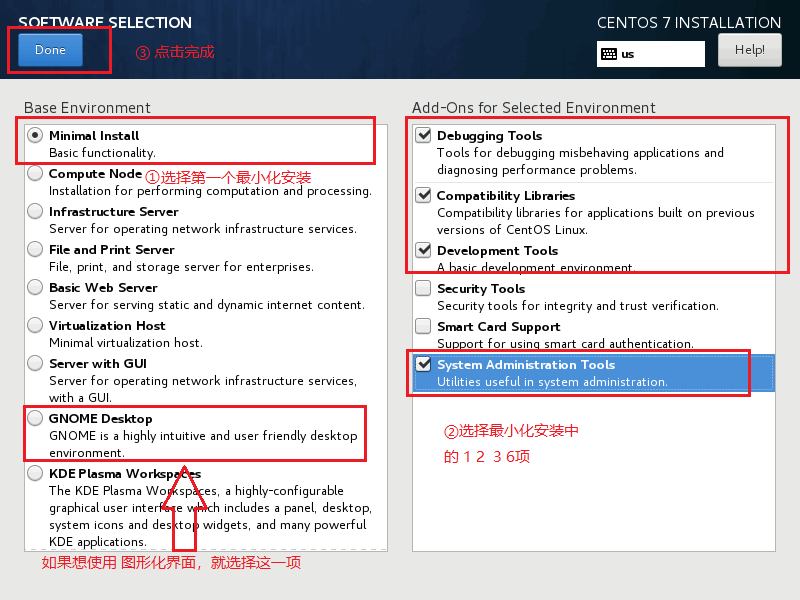 SOFTWARE SELECTION
CENTOS 7 INSTALLATION
Done
③ 点击完成
us
Help!
Base Environment
Minimal Install
Basic functionality.
Compute Node
①选择第一个最小化安装
Installation for performing computation and processing.
Infrastructure Server
Server for operating network infrastructure services.
File and Print Server
File, print, and storage server for enterprises.
Basic Web Server
Server for serving static and dynamic internet content.
Virtualization Host
Minimal virtualization host.
Server with GUI
Server for operating network infrastructure services,
with a GUI.
GNOME Desktop
GNOME is a highly intuitive and user friendly desktop
environment.
KDE Plasma Workspaces
The KDE Plasma Workspaces, a highly-configurable
graphical user interface which includes a panel, desktop,
system icons and desktop widgets, and many powerful
KDE applications.
如果想使用 图形化界面，就选择这一项
Add-Ons for Selected Environment
Debugging Tools
Tools for debugging misbehaving applications and
diagnosing performance problems.
Compatibility Libraries
Compatibility libraries for applications built on previous
versions of CentOS Linux.
Development Tools
A basic development environment.
Security Tools
Security tools for integrity and trust verification.
Smart Card Support
Support for using smart card authentication.
System Administration Tools
Utilities useful in system administration.
②选择最小化安装中
的 1 2 3 6项